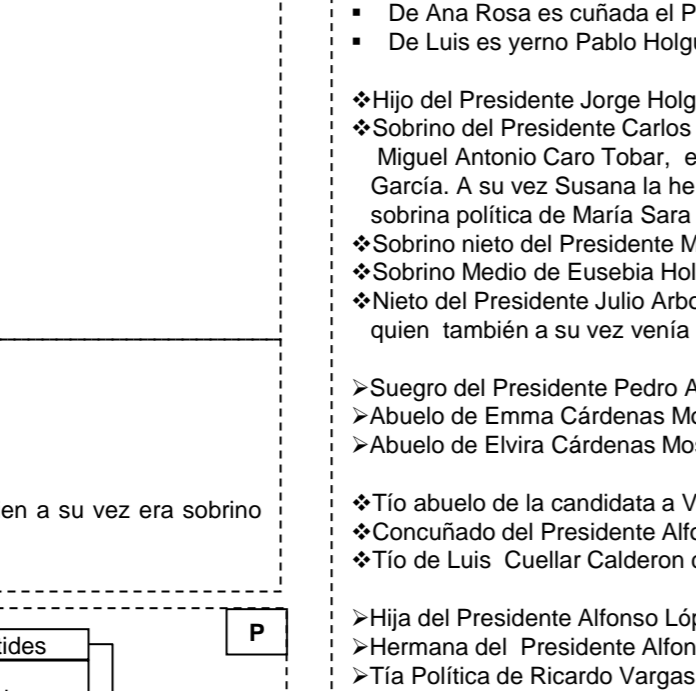 ▪ De Ana Rosa es cuñada el P
▪ De Luis es yerno Pablo Holgu
❖Hijo del Presidente Jorge Holg
❖Sobrino del Presidente Carlos
Miguel Antonio Caro Tobar, e
García. A su vez Susana la he
sobrina política de María Sara
❖Sobrino nieto del Presidente M
❖Sobrino Medio de Eusebia Hol
❖Nieto del Presidente Julio Arbo
quien también a su vez venía
➢Suegro del Presidente Pedro A
➢Abuelo de Emma Cárdenas Mo
➢Abuelo de Elvira Cárdenas Mos
en a su vez era sobrino
❖Tío abuelo de la candidata a V
❖Concuñado del Presidente Alfo
❖Tío de Luis Cuellar Calderon
P
tides
➢Hija del Presidente Alfonso Lóp
➢Hermana del Presidente Alfon
➢Tía Política de Ricardo Vargas